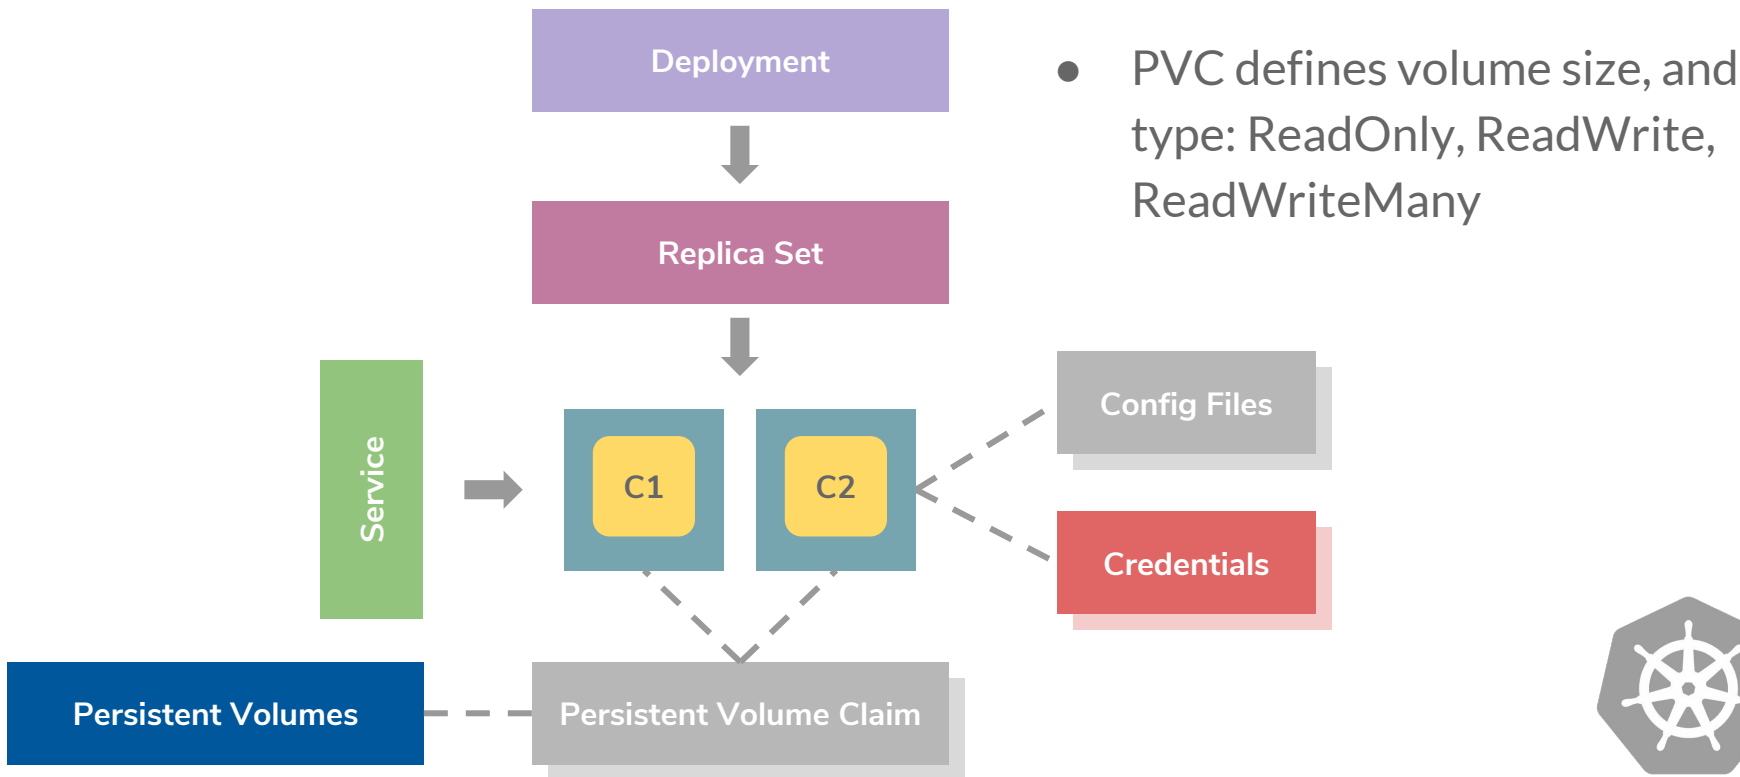 Deployment
● PVC defines volume size, and
type: ReadOnly, ReadWrite,
ReadWriteMany
Replica Set
Service
C1
C2
Config Files
Credentials
Persistent Volumes
Persistent Volume Claim